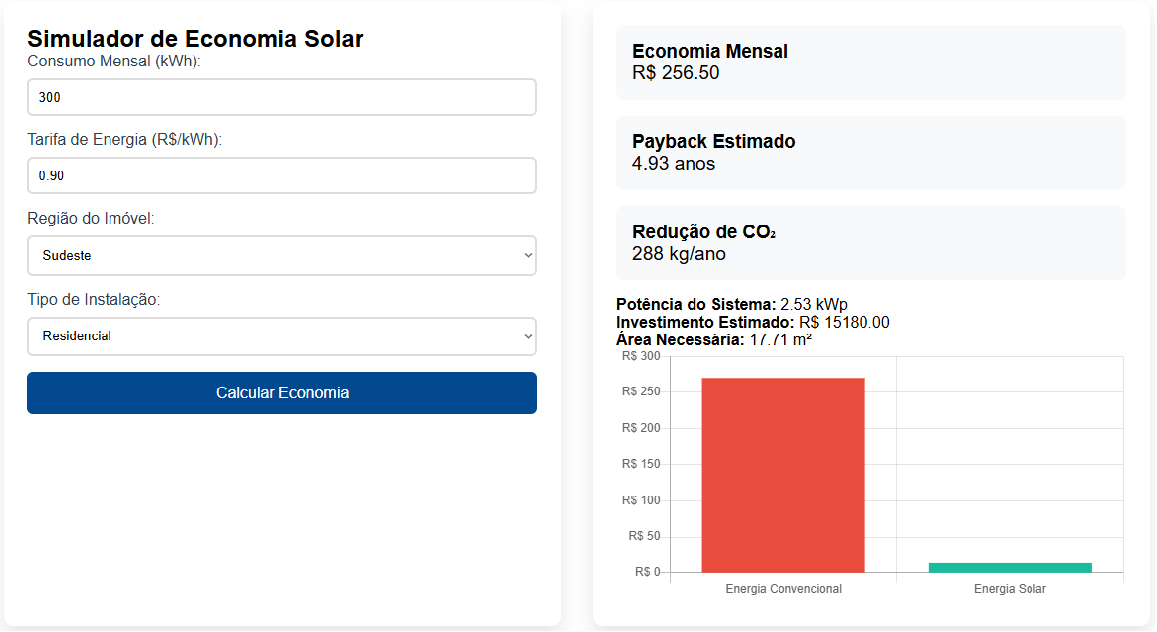 Simulador de Economia Solar
Consumo Mensal (kWh):
300
Tarifa de Energia (R$/kWh):
0.90
Região do Imóvel:
Sudeste
Tipo de Instalação:
Residencial
Calcular Economia
Economia Mensal
R$ 256.50
Payback Estimado
4.93 anos
Redução de CO₂
288 kg/ano
Potência do Sistema: 2.53 kWp
Investimento Estimado: R$ 15180.00
Área Necessária: 17.71 m²
R$ 300
R$ 250
R$ 200
R$ 150
R$ 100
R$ 50
R$ 0
Energia Convencional
Energia Solar